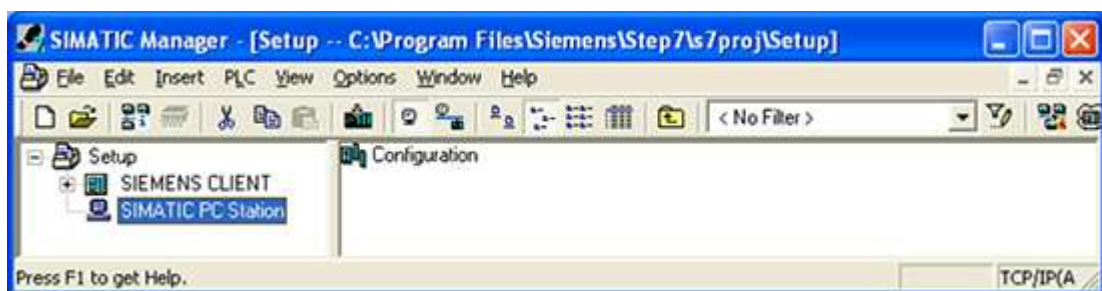 SIMATIC Manager - [Setup -- C:\Program Files\Siemens\Step7\s7proj\Setup]
File Edit Insert PLC View Options Window Help
< No Filter >
Setup
SIEMENS CLIENT
SIMATIC PC Station
Configuration
Press F1 to get Help.
TCP/IP(A